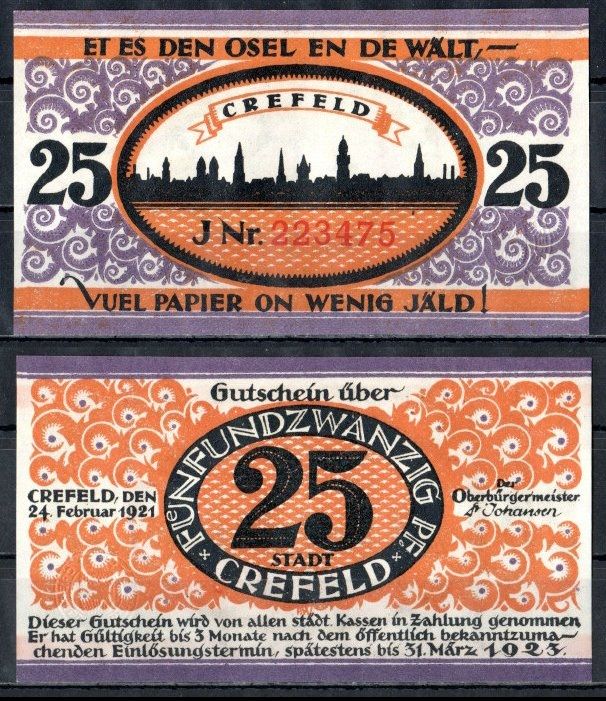 ET ES DEN OSEL EN DE WÄLT,—
CREFELD
25 25
J Nr. 223475
VUEL PAPIER ON WENIG JÄLD!
Gutschein über
FÜNFUNDZWANZIG PF.
25
STADT
CREFELD
CREFELD, DEN
24. Februar 1921
Der
Oberbürgermeister
Johansen
Dieser Gutschein wird von allen städt. Kassen in Zahlung genommen
Er hat Gültigkeit bis 3 Monate nach dem öffentlich bekanntzuma-
chenden Einlösungstermin, spätestens bis 31. März 1923.